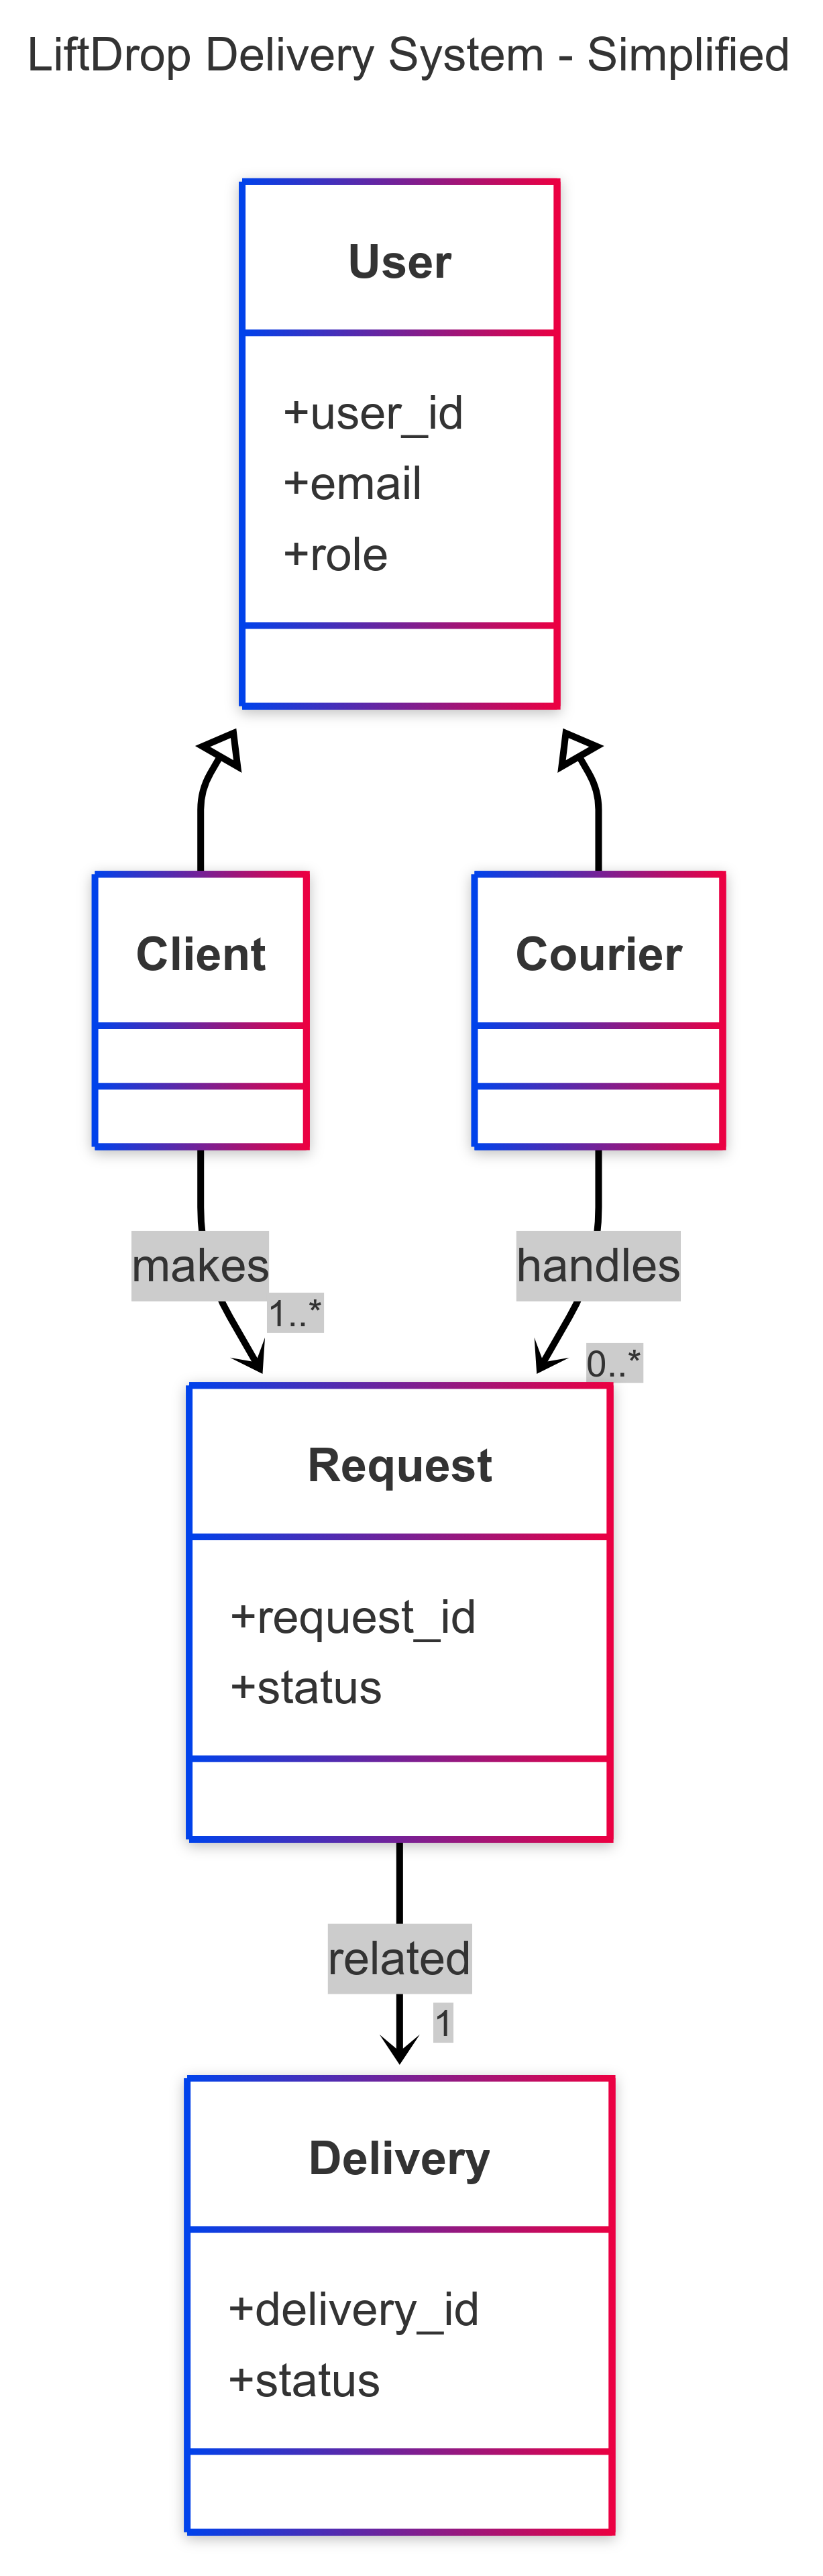 LiftDrop Delivery System - Simplified
User
+user_id
+email
+role
Client
Courier
makes
handles
1..*
0..*
Request
+request_id
+status
related
1
Delivery
+delivery_id
+status